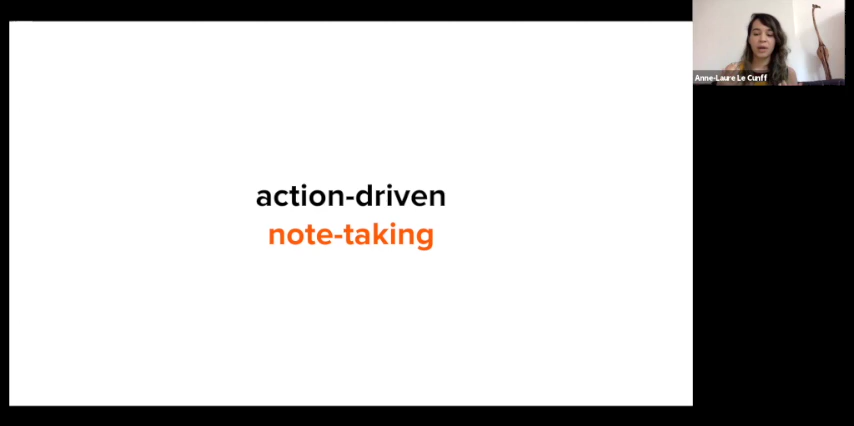 action-driven
note-taking
Anne-Laure Le Cunff